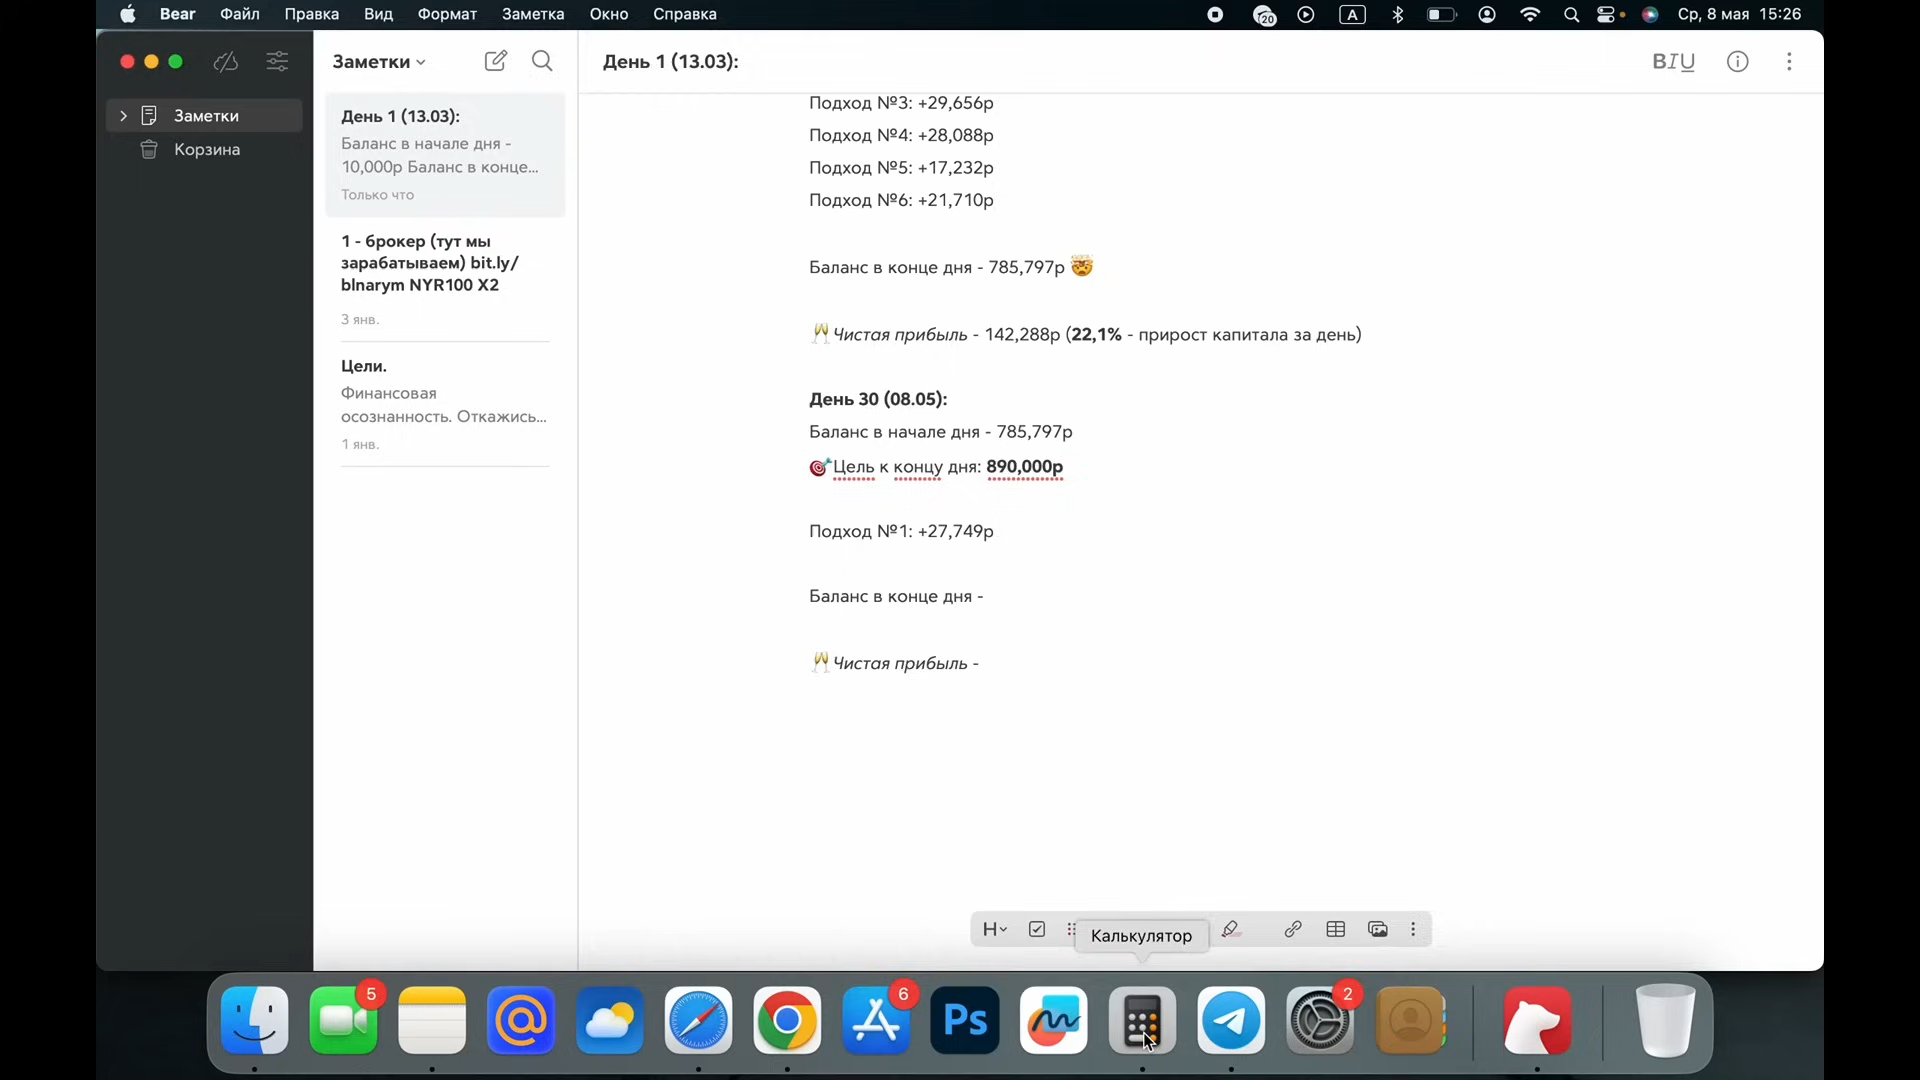 Bear Файл Правка Вид Формат Заметка Окно Справка
20
A
Ср, 8 мая 15:26
Заметки
Корзина
Заметки
День 1 (13.03):
Баланс в начале дня -
10,000р Баланс в конце...
Только что
1 - брокер (тут мы
зарабатываем) bit.ly/
blnarym NYR100 X2
3 янв.
Цели.
Финансовая
осознанность. Откажись...
1 янв.
День 1 (13.03):
BIU
Подход №3: +29,656р
Подход №4: +28,088р
Подход №5: +17,232р
Подход №6: +21,710р
Баланс в конце дня - 785,797р 🤯
🥂Чистая прибыль - 142,288р (22,1% - прирост капитала за день)
День 30 (08.05):
Баланс в начале дня - 785,797р
🎯Цель к концу дня: 890,000р
Подход №1: +27,749р
Баланс в конце дня -
🥂Чистая прибыль -
H
Калькулятор
5
6
Ps
2